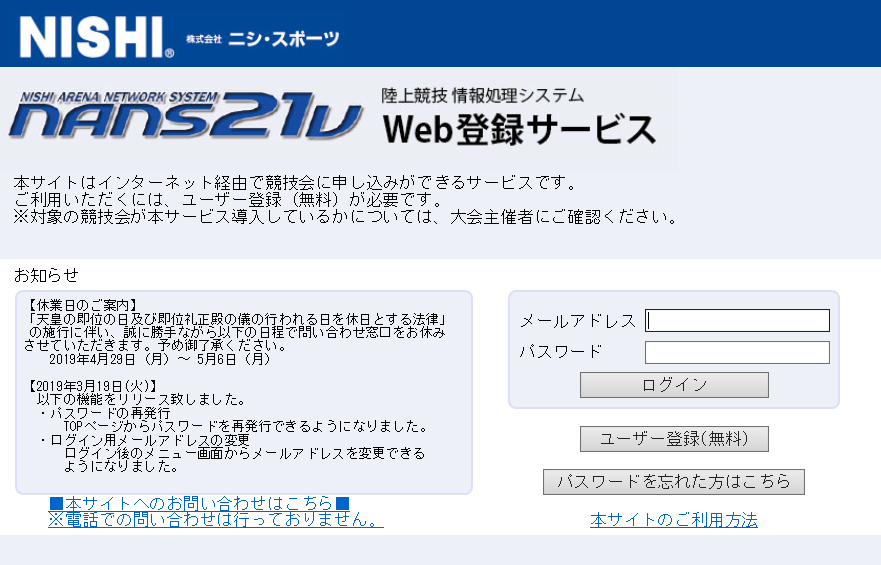 NISHI® 株式会社 ニシ・スポーツ
NISHI ARENA NETWORK SYSTEM
nans21v
陸上競技 情報処理システム
Web登録サービス
本サイトはインターネット経由で競技会に申し込みができるサービスです。
ご利用いただくには、ユーザー登録（無料）が必要です。
※対象の競技会が本サービス導入しているかについては、大会主催者にご確認ください。
お知らせ
【休業日のご案内】
「天皇の即位の日及び即位礼正殿の儀の行われる日を休日とする法律」
の施行に伴い、誠に勝手ながら以下の日程で問い合わせ窓口をお休み
させていただきます。予め御了承ください。
2019年4月29日（月）～ 5月6日（月）
【2019年3月19日(火)】
以下の機能をリリース致しました。
・パスワードの再発行
TOPページからパスワードを再発行できるようになりました。
・ログイン用メールアドレスの変更
ログイン後のメニュー画面からメールアドレスを変更できる
ようになりました。
■本サイトへのお問い合わせはこちら■
※電話での問い合わせは行っておりません。
メールアドレス
パスワード
ログイン
ユーザー登録(無料)
パスワードを忘れた方はこちら
本サイトのご利用方法